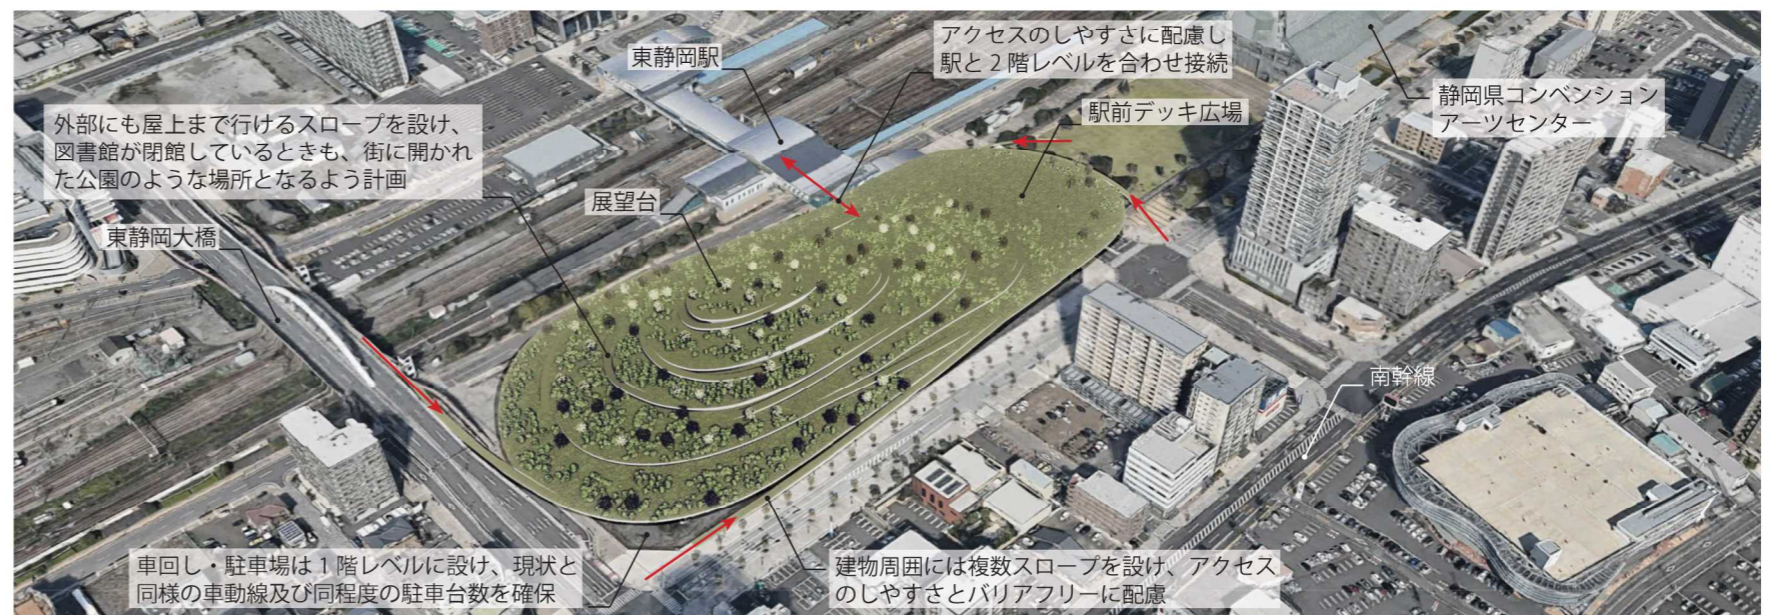 アクセスのしやすさに配慮し
駅と2階レベルを合わせ接続
東静岡駅
静岡県コンベンション
アーツセンター
駅前デッキ広場
外部にも屋上まで行けるスロープを設け、
図書館が閉館しているときも、街に開かれ
た公園のような場所となるよう計画
展望台
東静岡大橋
南幹線
車回し・駐車場は1階レベルに設け、現状と
同様の車動線及び同程度の駐車台数を確保
建物周囲には複数スロープを設け、アクセス
のしやすさとバリアフリーに配慮